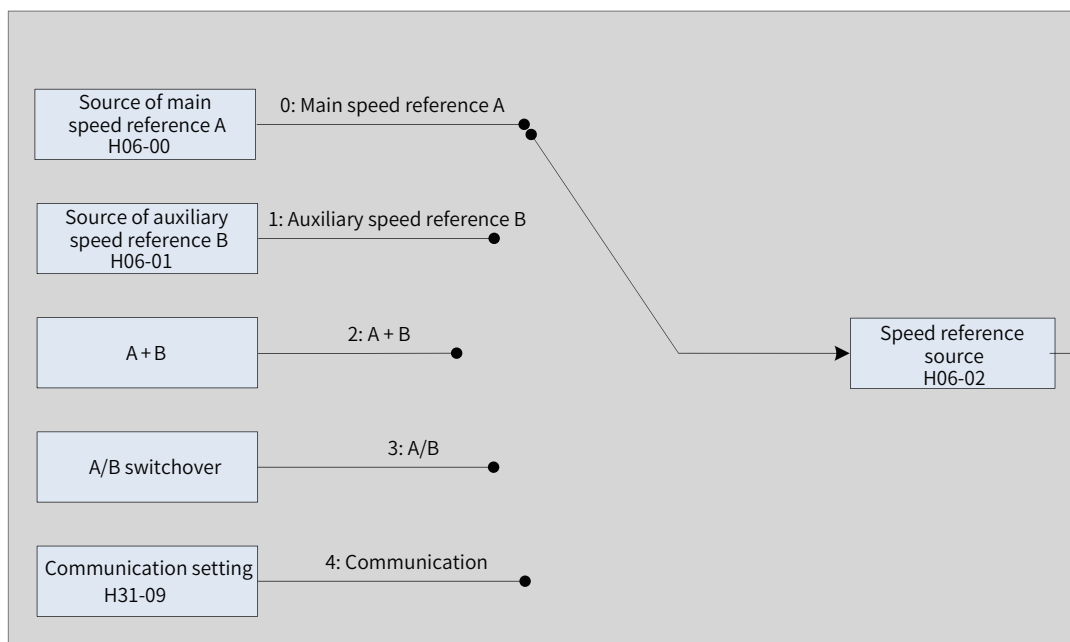 Source of main
speed reference A
H06-00
0: Main speed reference A
Source of auxiliary
speed reference B
H06-01
1: Auxiliary speed reference B
A + B
2: A + B
A/B switchover
3: A/B
Communication setting
H31-09
4: Communication
Speed reference
source
H06-02